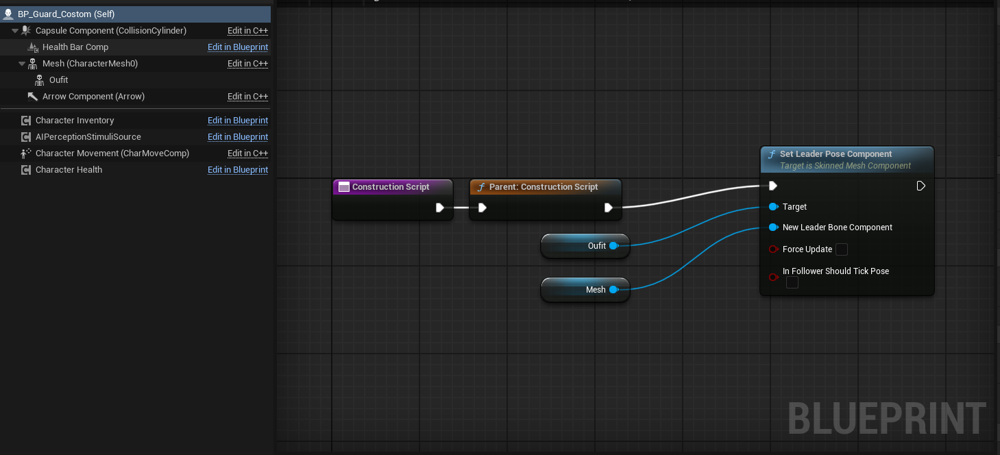 BP_Guard_Costom (Self)
Capsule Component (CollisionCylinder) Edit in C++
Health Bar Comp Edit in Blueprint
Mesh (CharacterMesh0) Edit in C++
Oufit
Arrow Component (Arrow) Edit in C++
Character Inventory Edit in Blueprint
AIPerceptionStimuliSource Edit in Blueprint
Character Movement (CharMoveComp) Edit in C++
Character Health Edit in Blueprint
Construction Script
Parent: Construction Script
Oufit
Mesh
Set Leader Pose Component
Target is Skinned Mesh Component
Target
New Leader Bone Component
Force Update
In Follower Should Tick Pose
BLUEPRINT